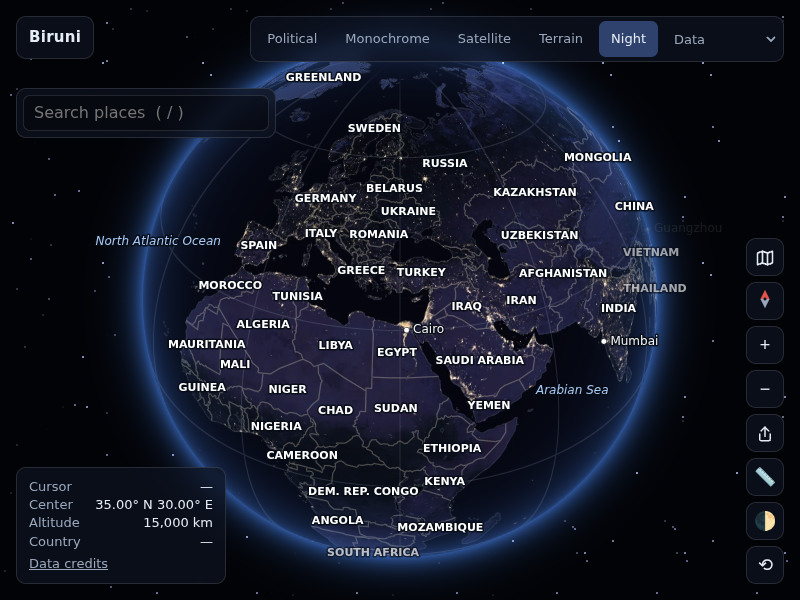 Biruni
Political Monochrome Satellite Terrain Night Data
Search places ( / )
GREENLAND
SWEDEN
RUSSIA
MONGOLIA
BELARUS
KAZAKHSTAN
GERMANY
CHINA
UKRAINE
Guangzhou
ITALY
ROMANIA
UZBEKISTAN
North Atlantic Ocean
SPAIN
VIETNAM
GREECE
TURKEY
AFGHANISTAN
MOROCCO
THAILAND
TUNISIA
IRAN
IRAQ
INDIA
ALGERIA
Cairo
MAURITANIA
LIBYA
Mumbai
EGYPT
SAUDI ARABIA
MALI
GUINEA
NIGER
Arabian Sea
CHAD
SUDAN
YEMEN
NIGERIA
ETHIOPIA
CAMEROON
KENYA
DEM. REP. CONGO
ANGOLA
MOZAMBIQUE
SOUTH AFRICA
+
−
Cursor —
Center 35.00° N 30.00° E
Altitude 15,000 km
Country —
Data credits